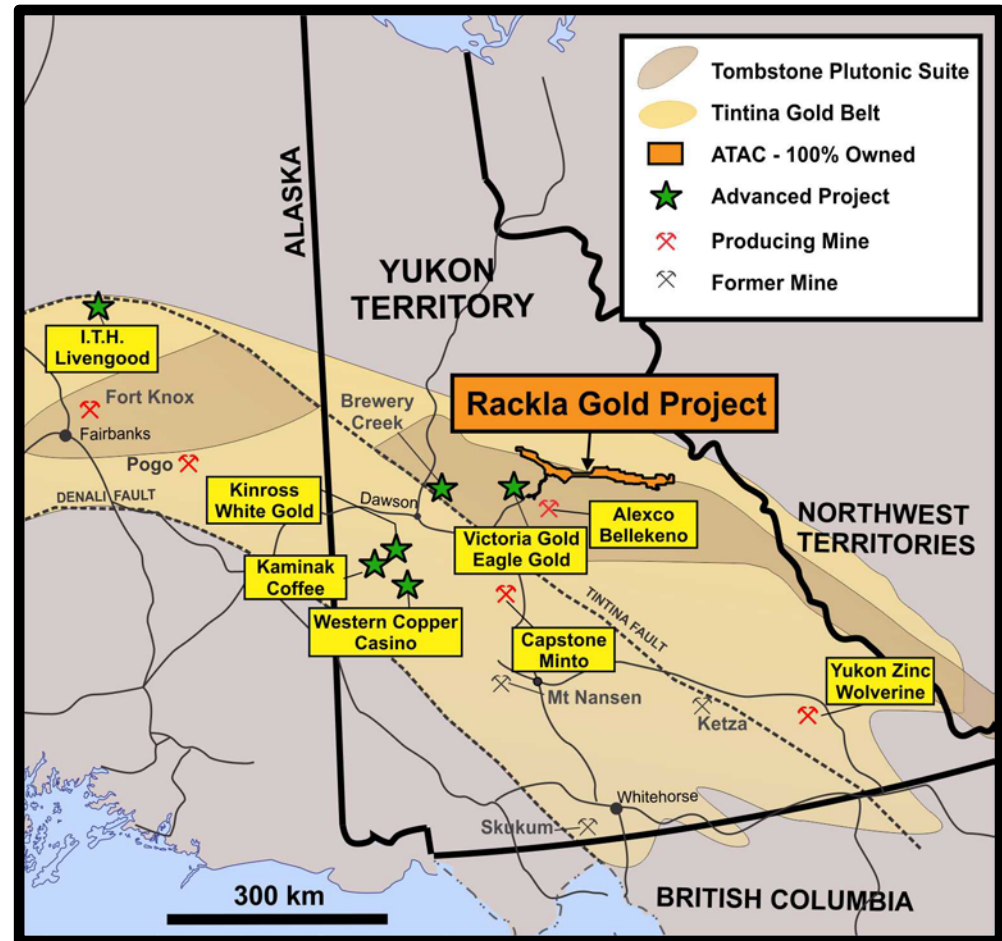 Tombstone Plutonic Suite
Tintina Gold Belt
ATAC - 100% Owned
Advanced Project
Producing Mine
Former Mine
ALASKA
YUKON
TERRITORY
I.T.H.
Livengood
Fort Knox
Fairbanks
Pogo
DENALI FAULT
Brewery
Creek
Rackla Gold Project
Kinross
White Gold
Dawson
Kaminak
Coffee
Western Copper
Casino
Victoria Gold
Eagle Gold
Alexco
Bellekeno
NORTHWEST
TERRITORIES
TINTINA FAULT
Capstone
Minto
Mt Nansen
Ketza
Yukon Zinc
Wolverine
Whitehorse
Skukum
300 km
BRITISH COLUMBIA